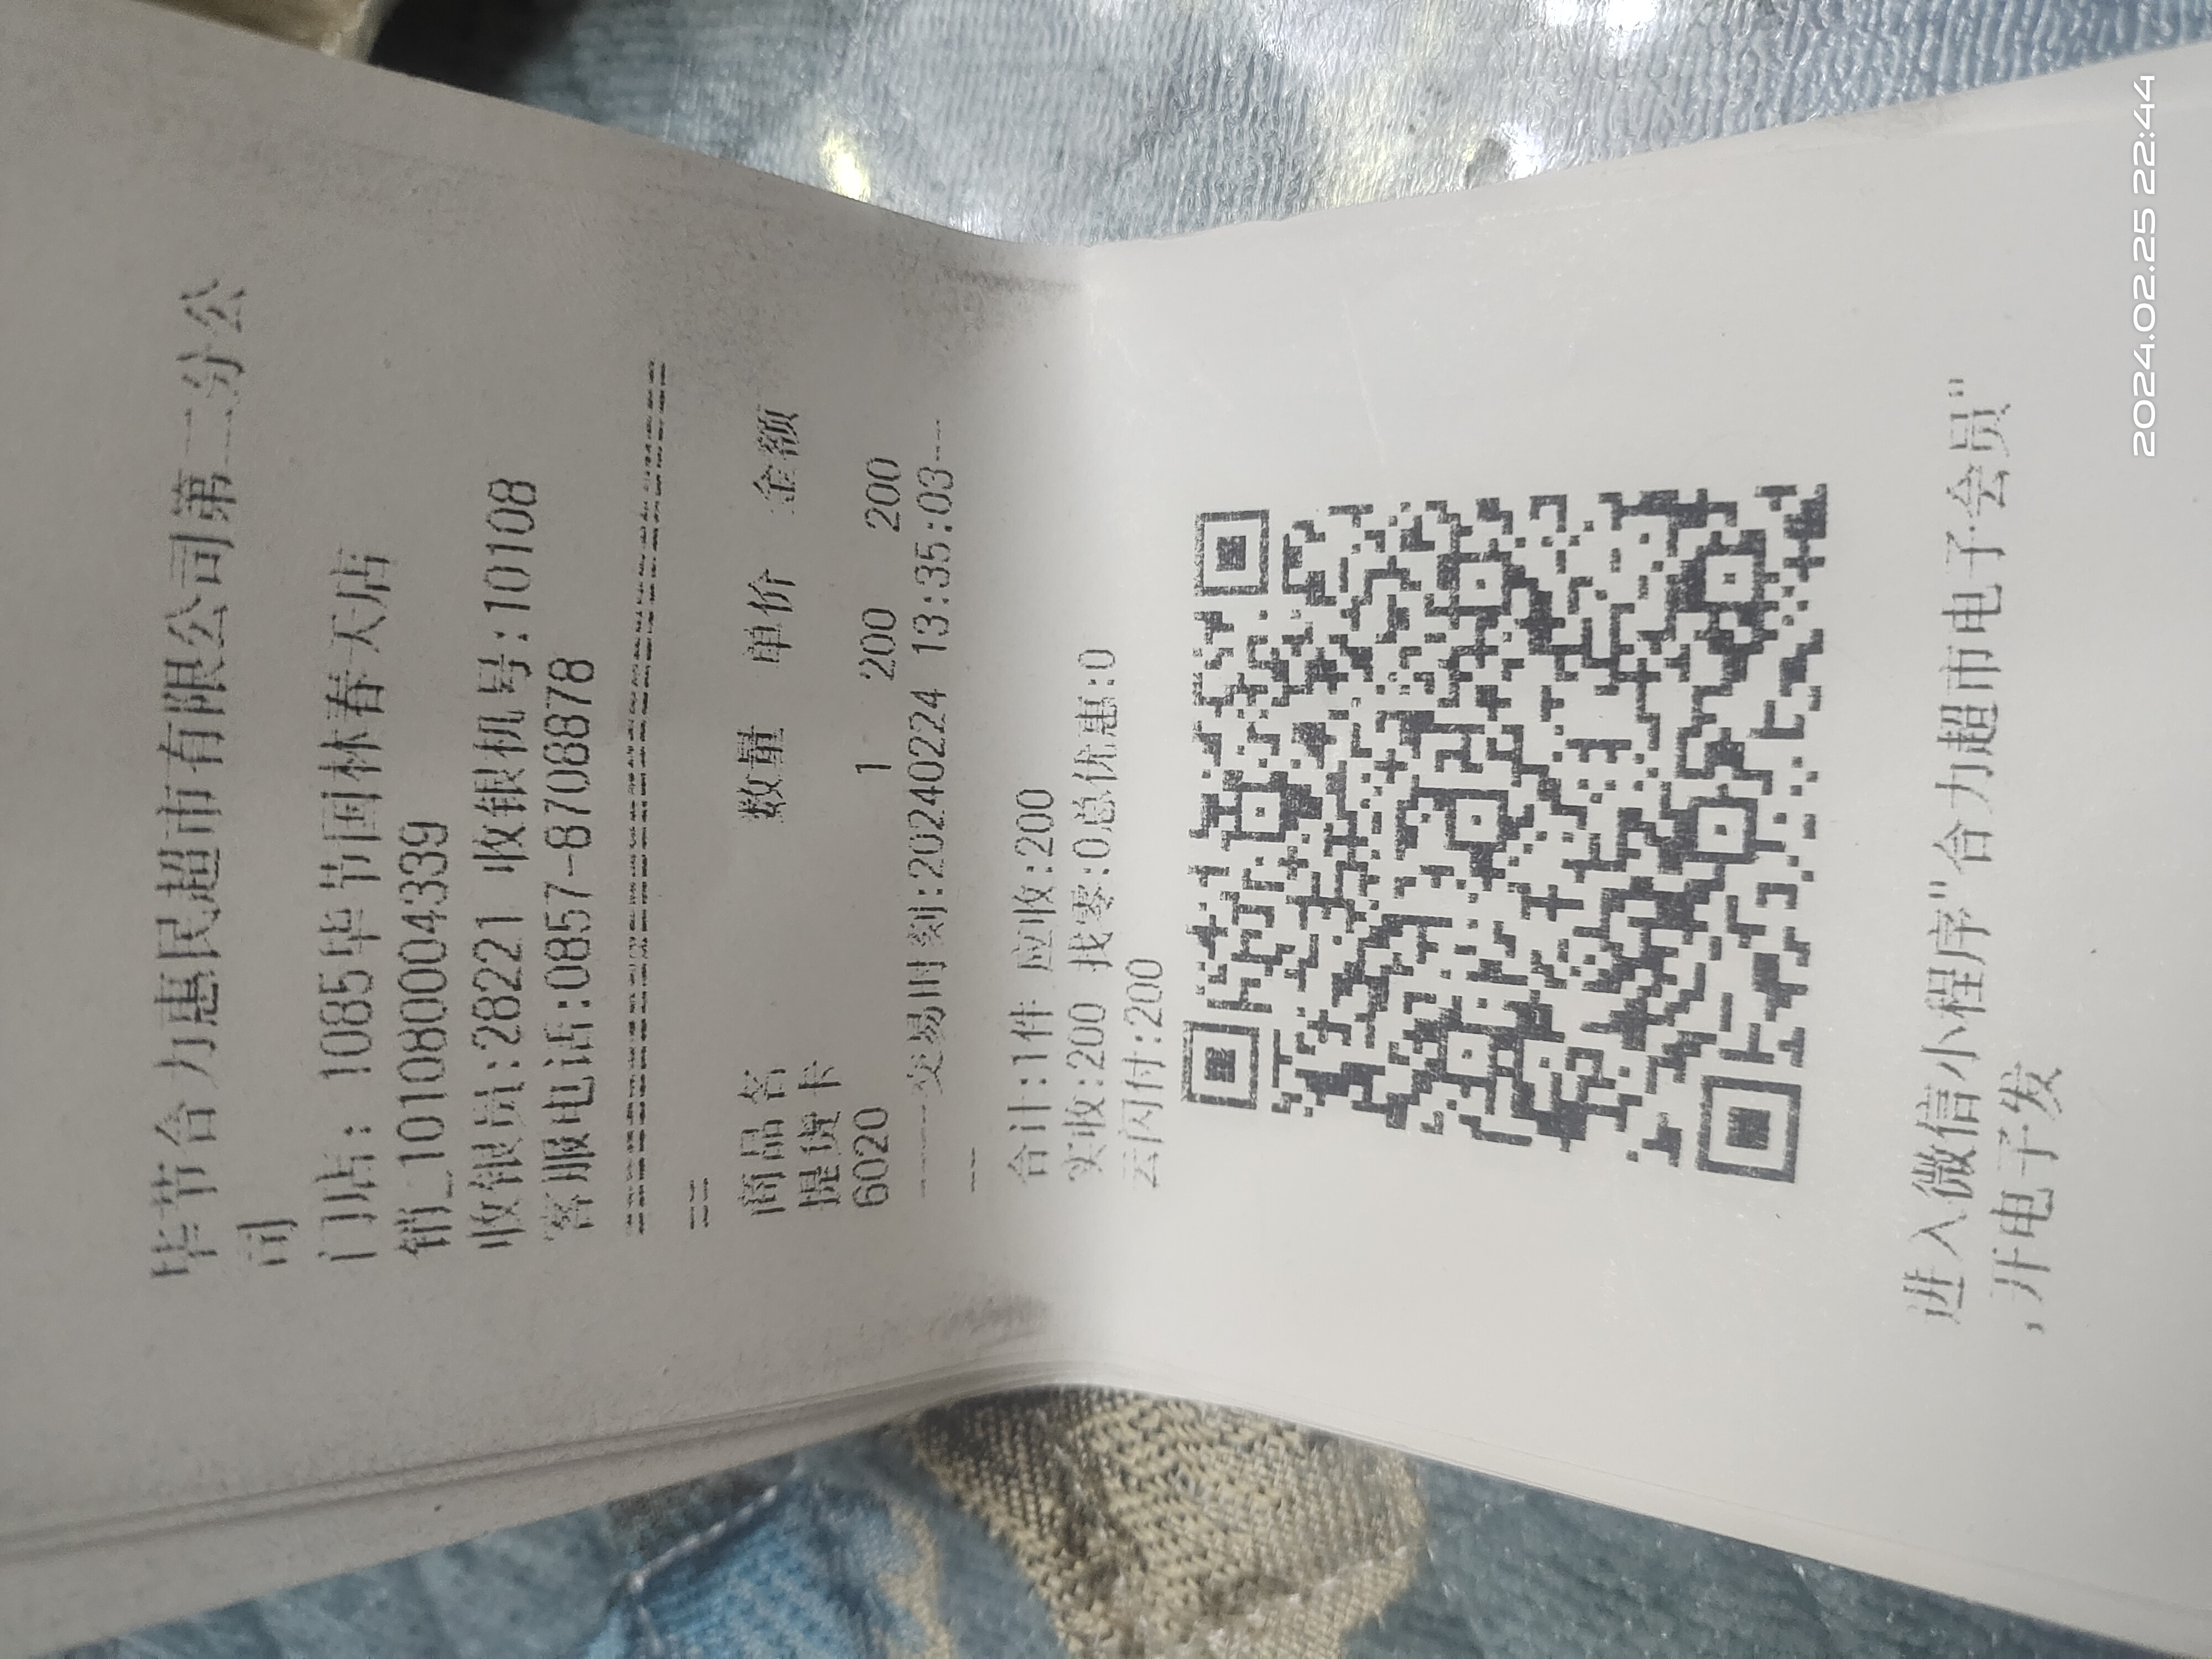 毕节合力惠民超市有限公司第二分公
司
门店: 1085毕节国林春天店
销_101080004339
收银员:28221 收银机号:10108
客服电话:0857-8708878
==
商品名 数量 单价 金额
提货卡
6020 1 200 200
----交易时刻:20240224 13:35:03--
--
合计:1件 应收:200
实收:200 找零:0总优惠:0
云闪付:200
进入微信小程序"合力超市电子会员"
,开电子发
2024.02.25 22:44